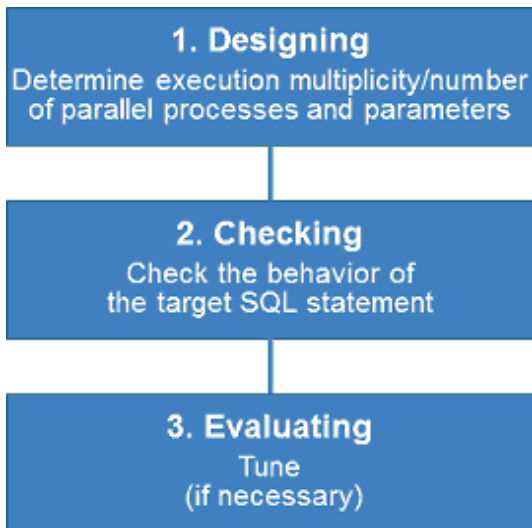 1. Designing
Determine execution multiplicity/number
of parallel processes and parameters
2. Checking
Check the behavior of
the target SQL statement
3. Evaluating
Tune
(if necessary)